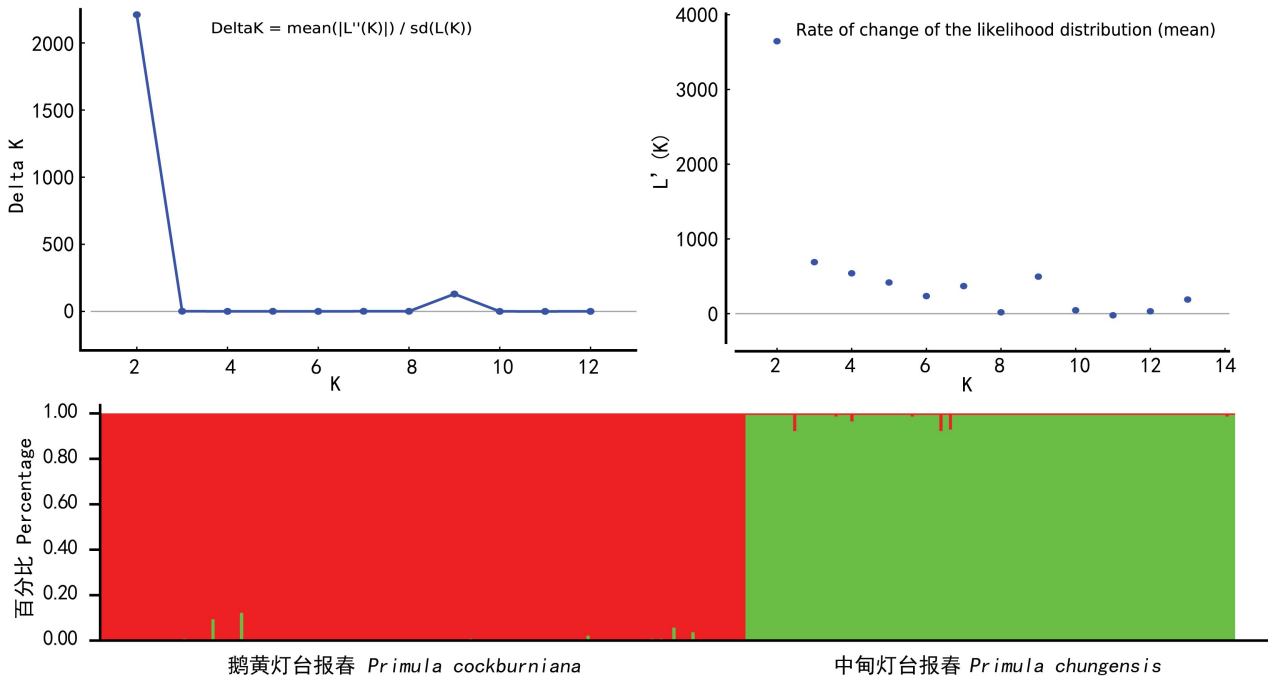 DeltaK = mean(|L''(K)|) / sd(L(K))
2000
1500
1000
500
0
Delta K
2 4 6 8 10 12
K
Rate of change of the likelihood distribution (mean)
4000
3000
2000
1000
0
L' (K)
2 4 6 8 10 12 14
K
1.00
0.80
0.60
0.40
0.20
0.00
百分比 Percentage
鹅黄灯台报春 Primula cockburniana
中甸灯台报春 Primula chungensis